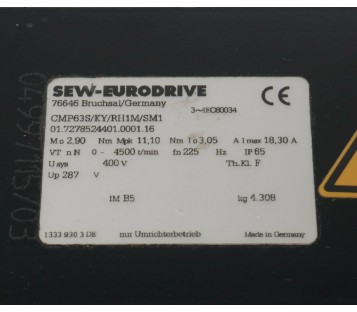 SEW-EURODRIVE
76646 Bruchsal/Germany
3~IEC60034
CMP63S/KY/RH1M/SM1
01.7278524401.0001.16
Mo 2,90 Nm Mpk 11,10 Nm Io 3,05 A Imax 18,30 A
VT nN 0- 4500 r/min fn 225 Hz IP 65
Usys 400 V Th.Kl. F
Up 287 V
IM B5 kg 4.308
1333 930 3 DE nur Umrichterbetrieb Made in Germany